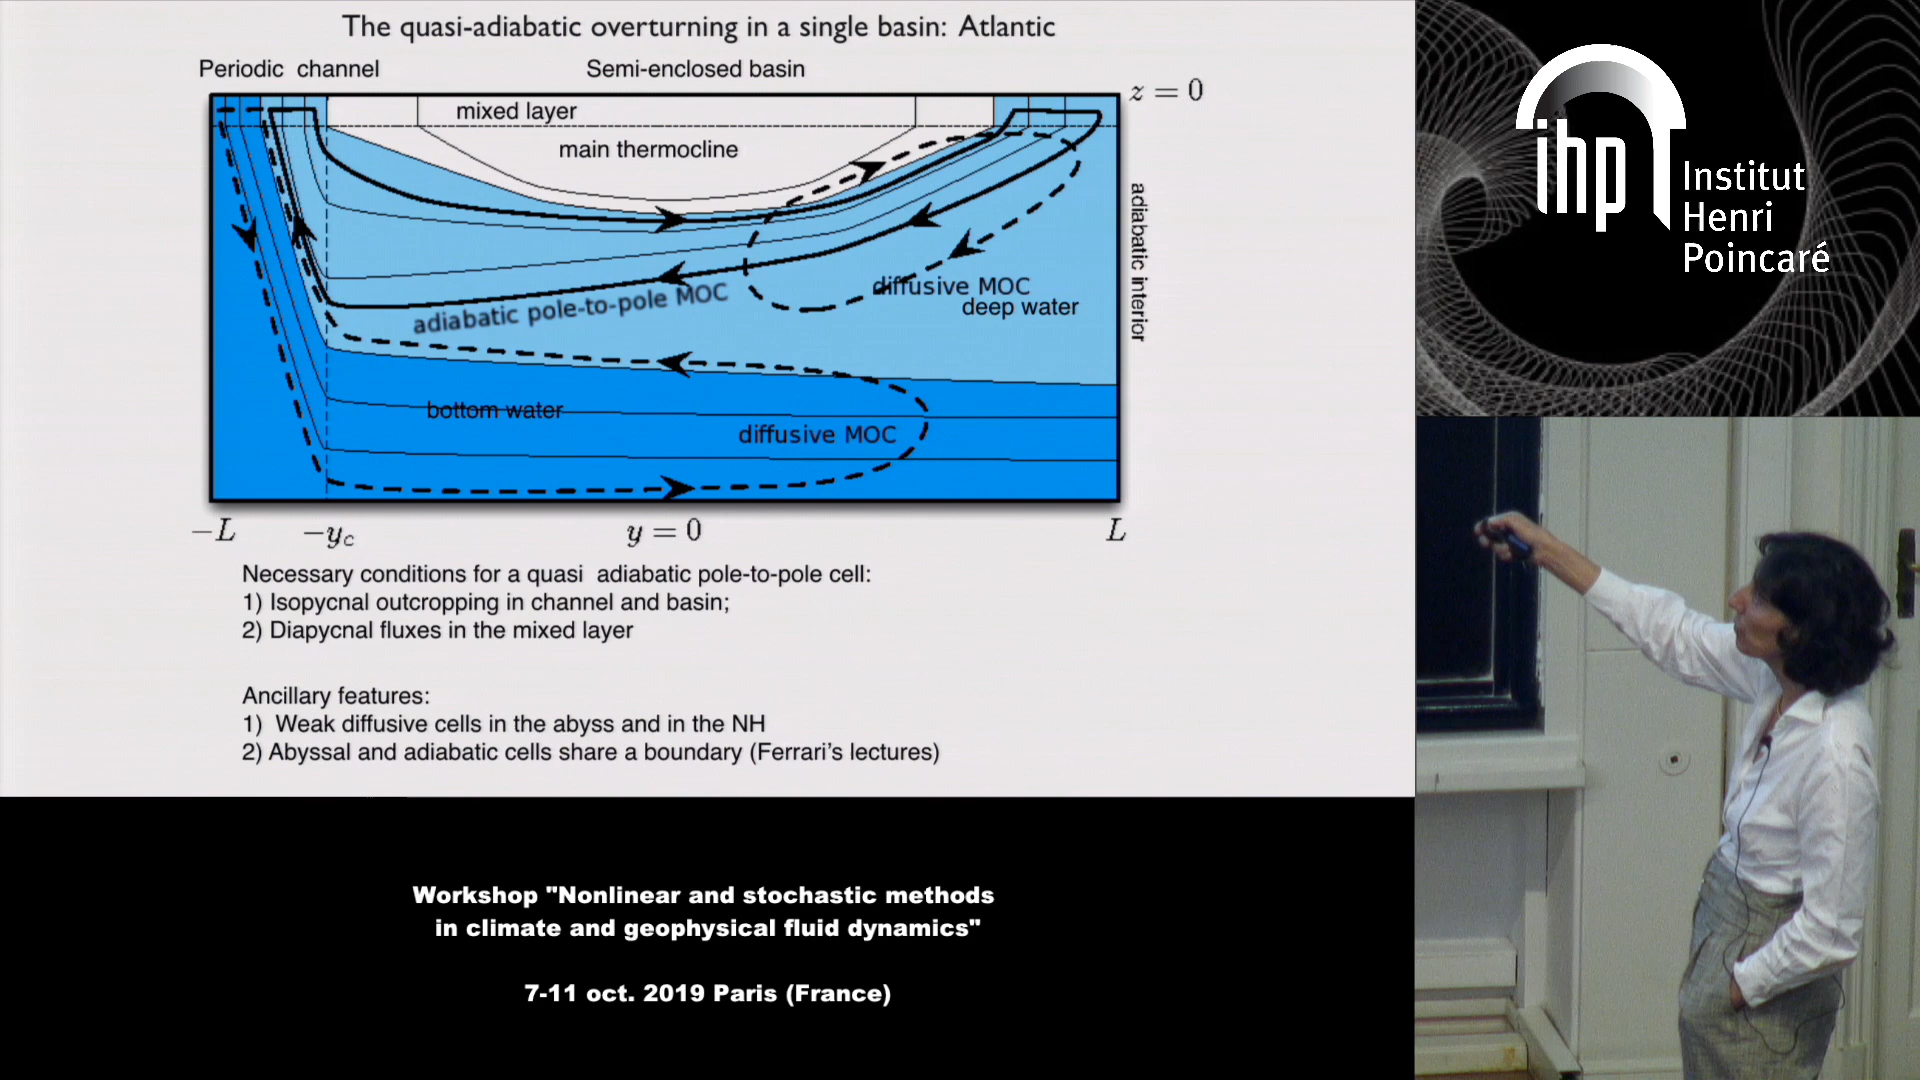 The quasi-adiabatic overturning in a single basin: Atlantic
Periodic channel
Semi-enclosed basin
z = 0
mixed layer
main thermocline
adiabatic interior
diffusive MOC
deep water
adiabatic pole-to-pole MOC
bottom water
diffusive MOC
−L
−y_c
y = 0
L
Necessary conditions for a quasi adiabatic pole-to-pole cell:
1) Isopycnal outcropping in channel and basin;
2) Diapycnal fluxes in the mixed layer
Ancillary features:
1) Weak diffusive cells in the abyss and in the NH
2) Abyssal and adiabatic cells share a boundary (Ferrari's lectures)
ihp
Institut
Henri
Poincaré
Workshop "Nonlinear and stochastic methods
in climate and geophysical fluid dynamics"
7-11 oct. 2019 Paris (France)